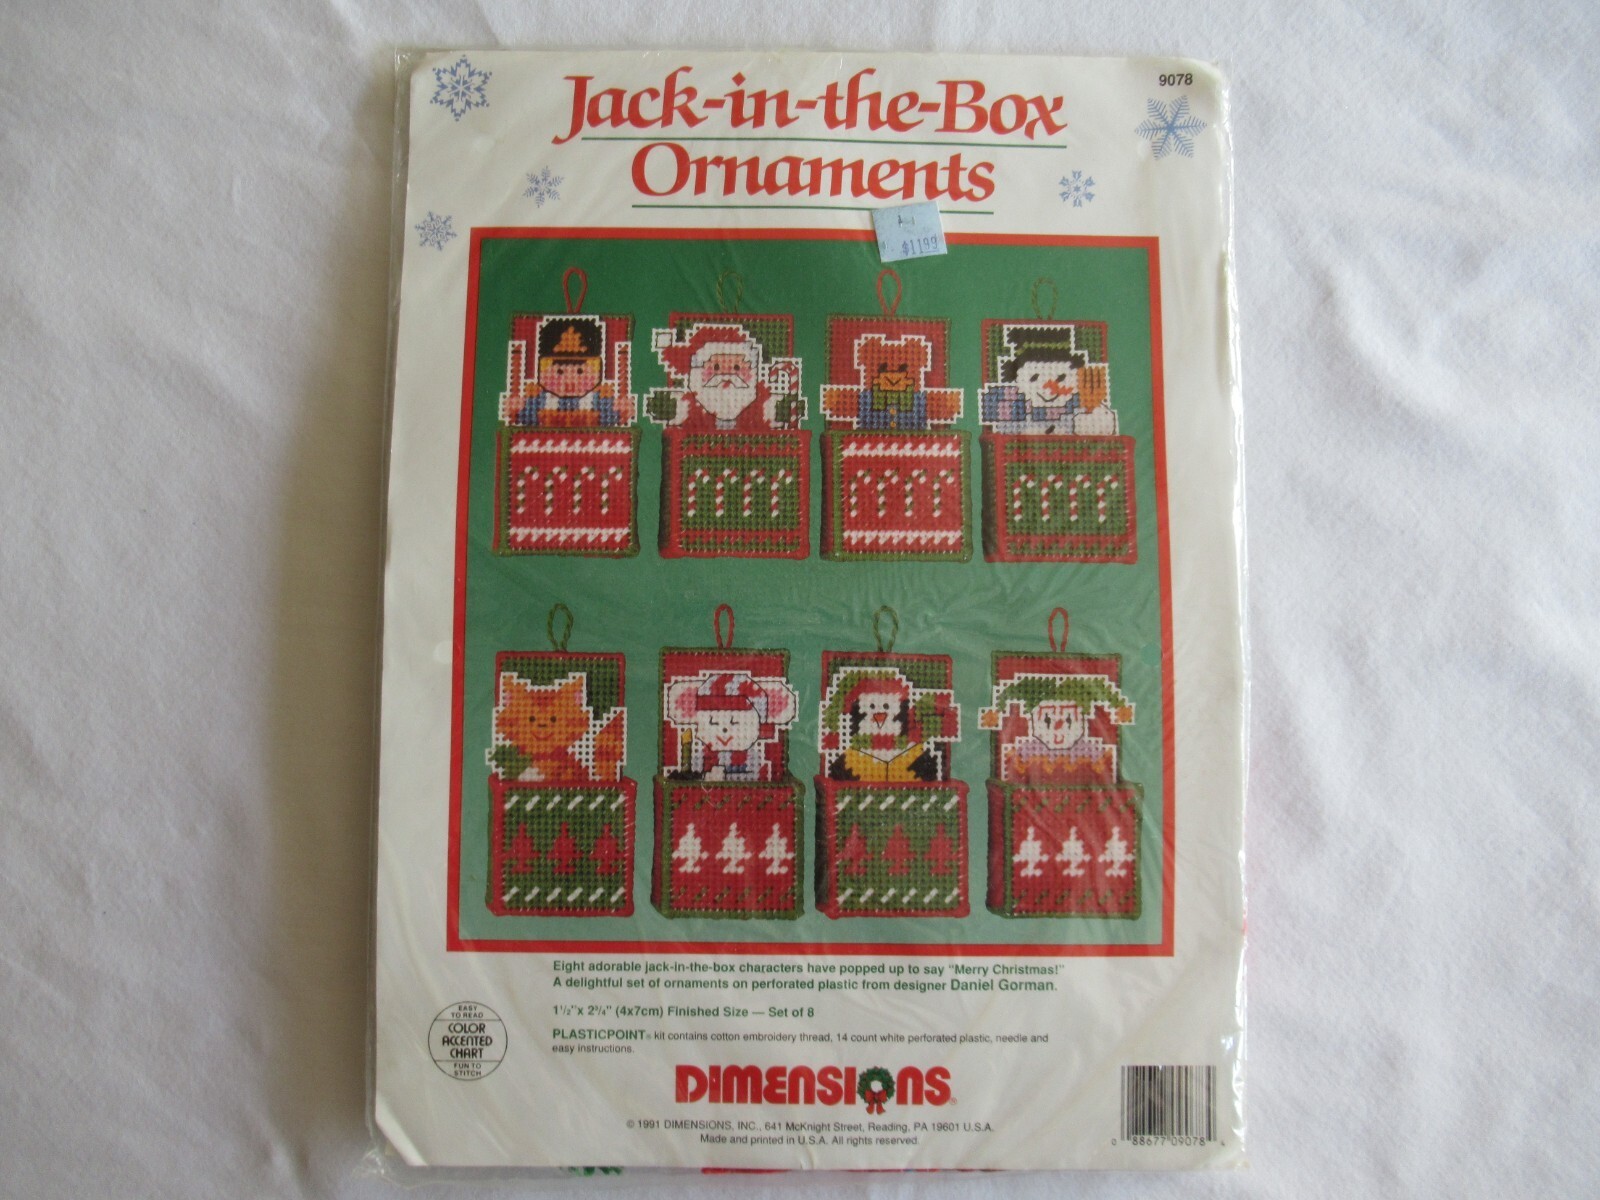 Jack-in-the-Box
Ornaments
9078
$11.99
Eight adorable jack-in-the-box characters have popped up to say "Merry Christmas!"
A delightful set of ornaments on perforated plastic from designer Daniel Gorman.
1 1/2" x 2 3/4" (4x7cm) Finished Size — Set of 8
PLASTICPOINT® kit contains cotton embroidery thread, 14 count white perforated plastic, needle and
easy instructions.
EASY
TO READ
COLOR
ACCENTED
CHART
FUN TO
STITCH
DIMENSIONS®
© 1991 DIMENSIONS, INC., 641 McKnight Street, Reading, PA 19601 U.S.A.
Made and printed in U.S.A. All rights reserved.
0 88677 09078 4